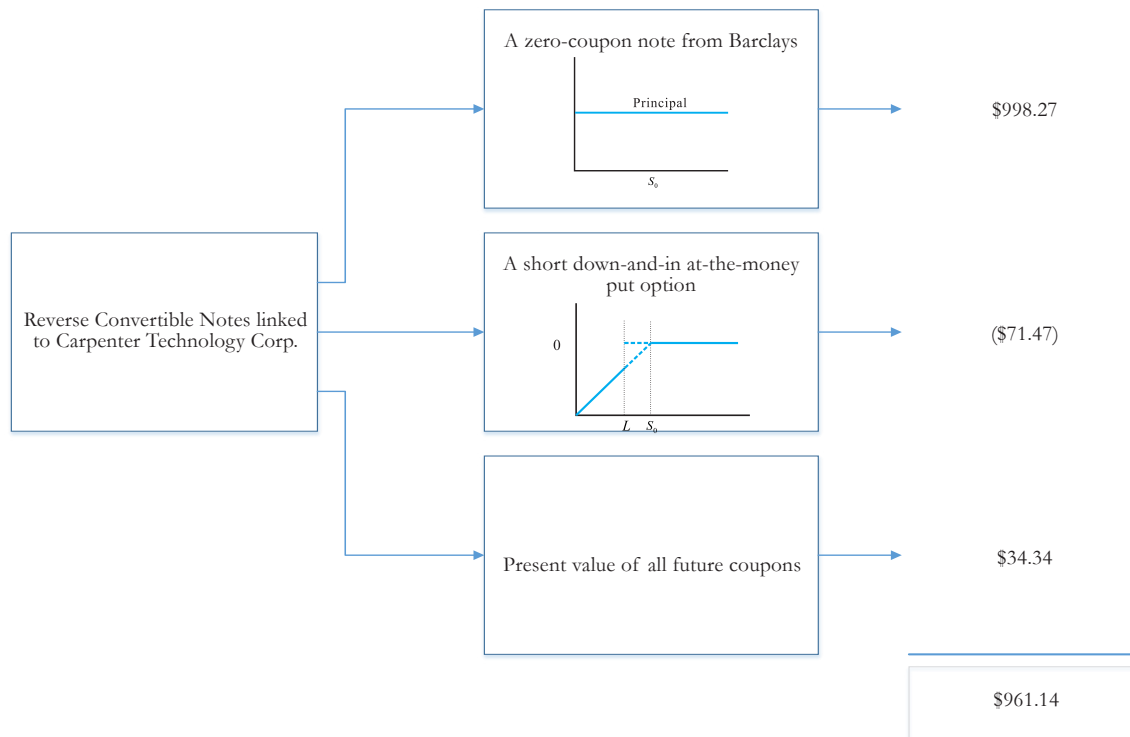 A zero-coupon note from Barclays
Principal
S₀
$998.27
Reverse Convertible Notes linked
to Carpenter Technology Corp.
A short down-and-in at-the-money
put option
0
L S₀
($71.47)
Present value of all future coupons
$34.34
$961.14